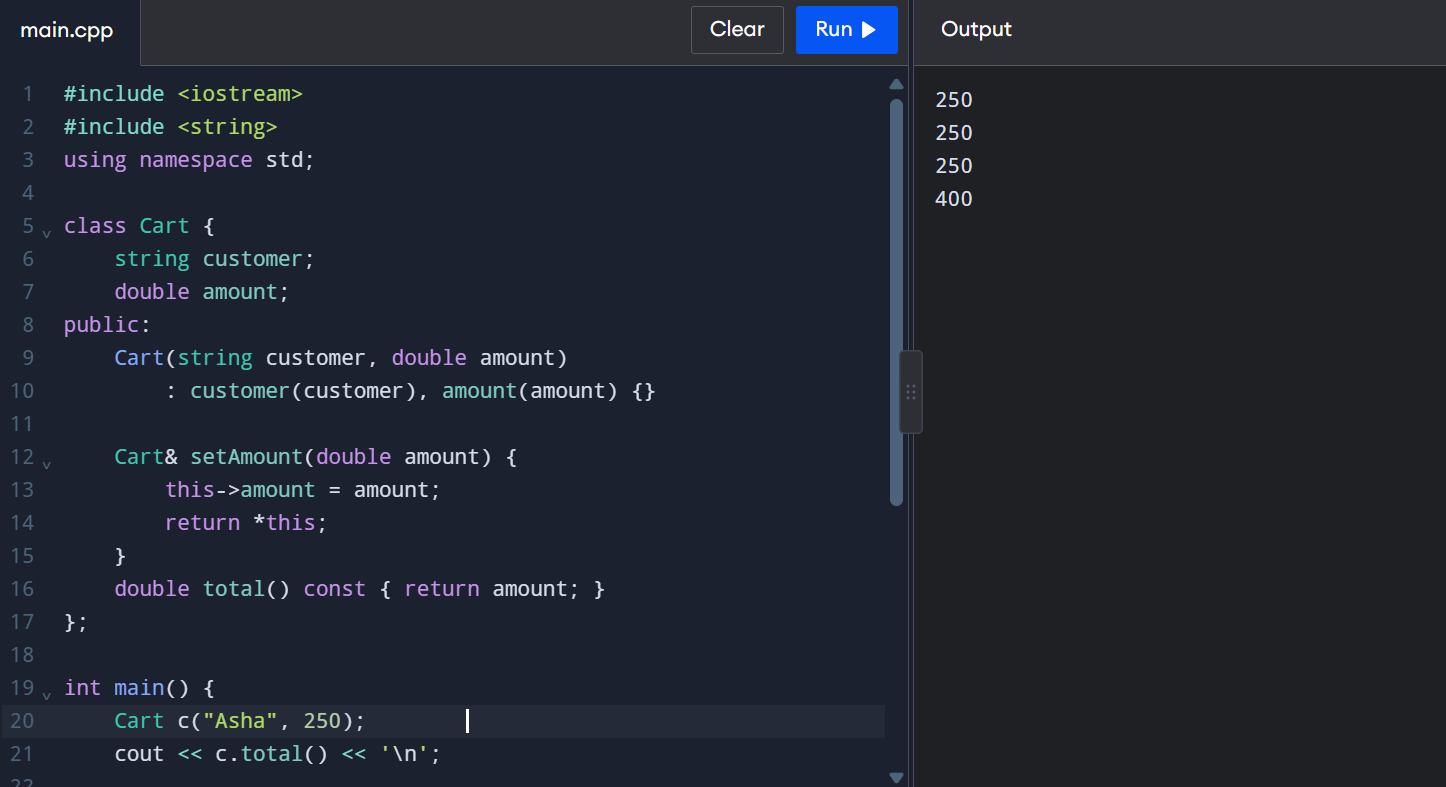 main.cpp
Clear
Run
Output
1 #include <iostream>
2 #include <string>
3 using namespace std;
4
5 class Cart {
6     string customer;
7     double amount;
8 public:
9     Cart(string customer, double amount)
10         : customer(customer), amount(amount) {}
11
12     Cart& setAmount(double amount) {
13         this->amount = amount;
14         return *this;
15     }
16     double total() const { return amount; }
17 };
18
19 int main() {
20     Cart c("Asha", 250);
21     cout << c.total() << '\n';
22
250
250
250
400